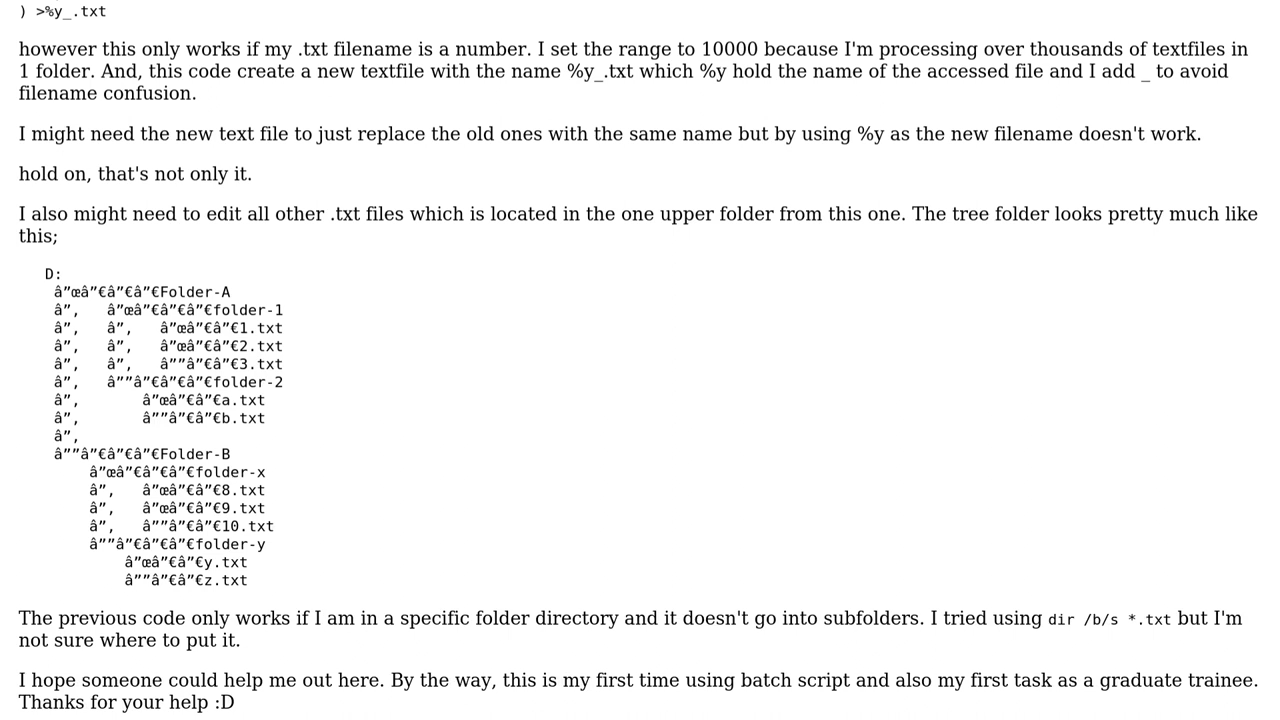 ) >%y_.txt
however this only works if my .txt filename is a number. I set the range to 10000 because I'm processing over thousands of textfiles in
1 folder. And, this code create a new textfile with the name %y_.txt which %y hold the name of the accessed file and I add _ to avoid
filename confusion.
I might need the new text file to just replace the old ones with the same name but by using %y as the new filename doesn't work.
hold on, that's not only it.
I also might need to edit all other .txt files which is located in the one upper folder from this one. The tree folder looks pretty much like
this;
D:
â”œâ”€â”€â”€Folder-A
â”‚   â”œâ”€â”€â”€folder-1
â”‚   â”‚   â”œâ”€â”€1.txt
â”‚   â”‚   â”œâ”€â”€2.txt
â”‚   â”‚   â””â”€â”€3.txt
â”‚   â””â”€â”€â”€folder-2
â”‚       â”œâ”€â”€a.txt
â”‚       â””â”€â”€b.txt
â”‚
â””â”€â”€â”€Folder-B
â”œâ”€â”€â”€folder-x
â”‚   â”œâ”€â”€8.txt
â”‚   â”œâ”€â”€9.txt
â”‚   â””â”€â”€10.txt
â””â”€â”€â”€folder-y
â”œâ”€â”€y.txt
â””â”€â”€z.txt
The previous code only works if I am in a specific folder directory and it doesn't go into subfolders. I tried using dir /b/s *.txt but I'm
not sure where to put it.
I hope someone could help me out here. By the way, this is my first time using batch script and also my first task as a graduate trainee.
Thanks for your help :D